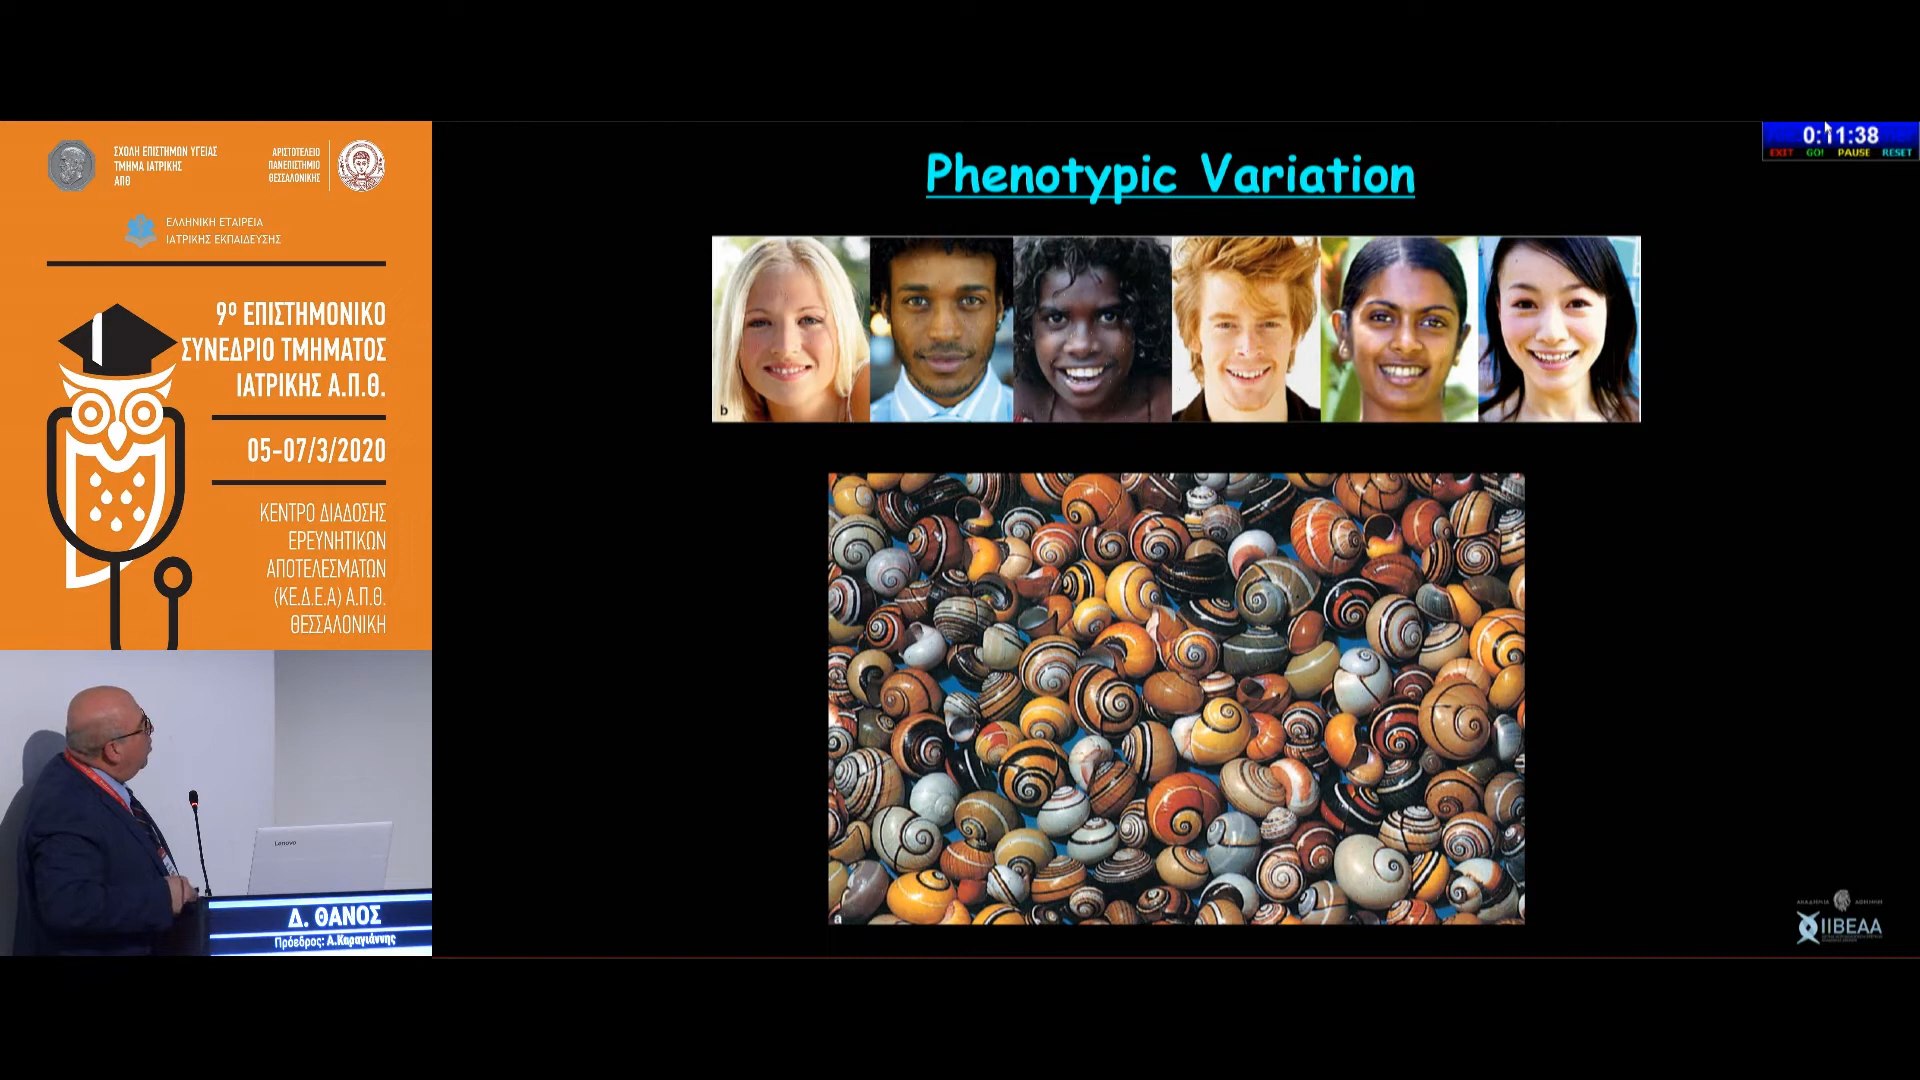 ΣΧΟΛΗ ΕΠΙΣΤΗΜΩΝ ΥΓΕΙΑΣ
ΤΜΗΜΑ ΙΑΤΡΙΚΗΣ
ΑΠΘ
ΑΡΙΣΤΟΤΕΛΕΙΟ
ΠΑΝΕΠΙΣΤΗΜΙΟ
ΘΕΣΣΑΛΟΝΙΚΗΣ
ΕΛΛΗΝΙΚΗ ΕΤΑΙΡΕΙΑ
ΙΑΤΡΙΚΗΣ ΕΚΠΑΙΔΕΥΣΗΣ
9º ΕΠΙΣΤΗΜΟΝΙΚΟ
ΣΥΝΕΔΡΙΟ ΤΜΗΜΑΤΟΣ
ΙΑΤΡΙΚΗΣ Α.Π.Θ.
05-07/3/2020
ΚΕΝΤΡΟ ΔΙΑΔΟΣΗΣ
ΕΡΕΥΝΗΤΙΚΩΝ
ΑΠΟΤΕΛΕΣΜΑΤΩΝ
(ΚΕ.Δ.Ε.Α) Α.Π.Θ.
ΘΕΣΣΑΛΟΝΙΚΗ
Lenovo
Δ. ΘΑΝΟΣ
Πρόεδρος: Α.Καραγιάννης
Phenotypic Variation
0:11:38
EXIT GO! PAUSE RESET
b
a
ΑΚΑΔΗΜΙΑ ΑΘΗΝΩΝ
IIBEAA